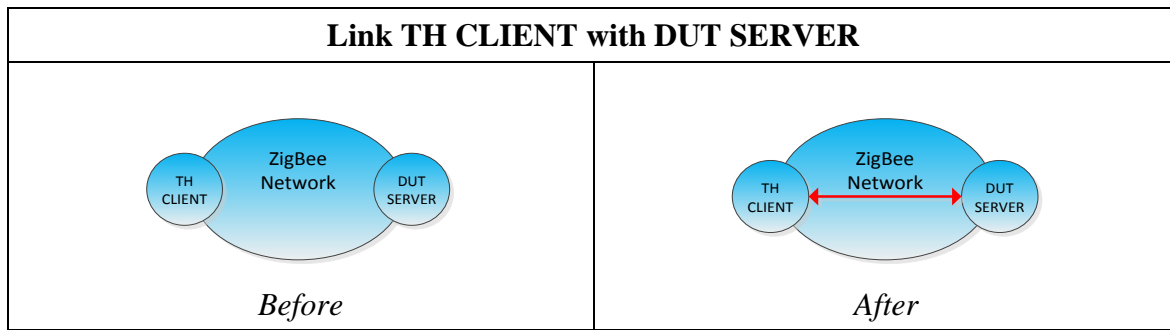 Link TH CLIENT with DUT SERVER
ZigBee
Network
TH
CLIENT
DUT
SERVER
Before
ZigBee
Network
TH
CLIENT
DUT
SERVER
After